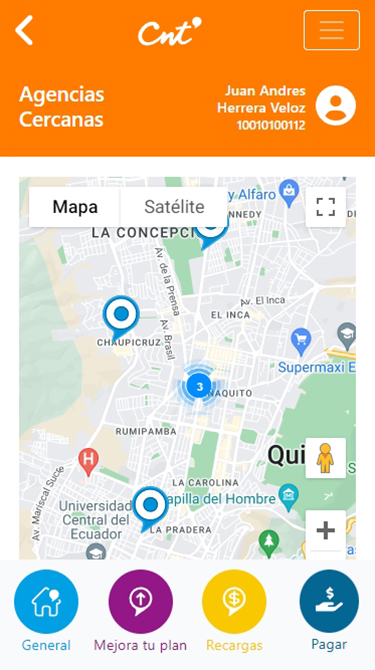 Cnt
Agencias
Cercanas
Juan Andres
Herrera Veloz
10010100112
Mapa
Satélite
y Alfaro
NNEDY
LA CONCEPCI
Av. de la Prensa
Av. El Inca
EL INCA
CHAUPICRUZ
Av. Brasil
Supermaxi E
3
ÑAQUITO
RUMIPAMBA
Qui
H
Av. Mariscal Sucre
LA CAROLINA
Universidad
Central del
Ecuador
apilla del Hombre
LA PRADERA
General
Mejora tu plan
Recargas
Pagar